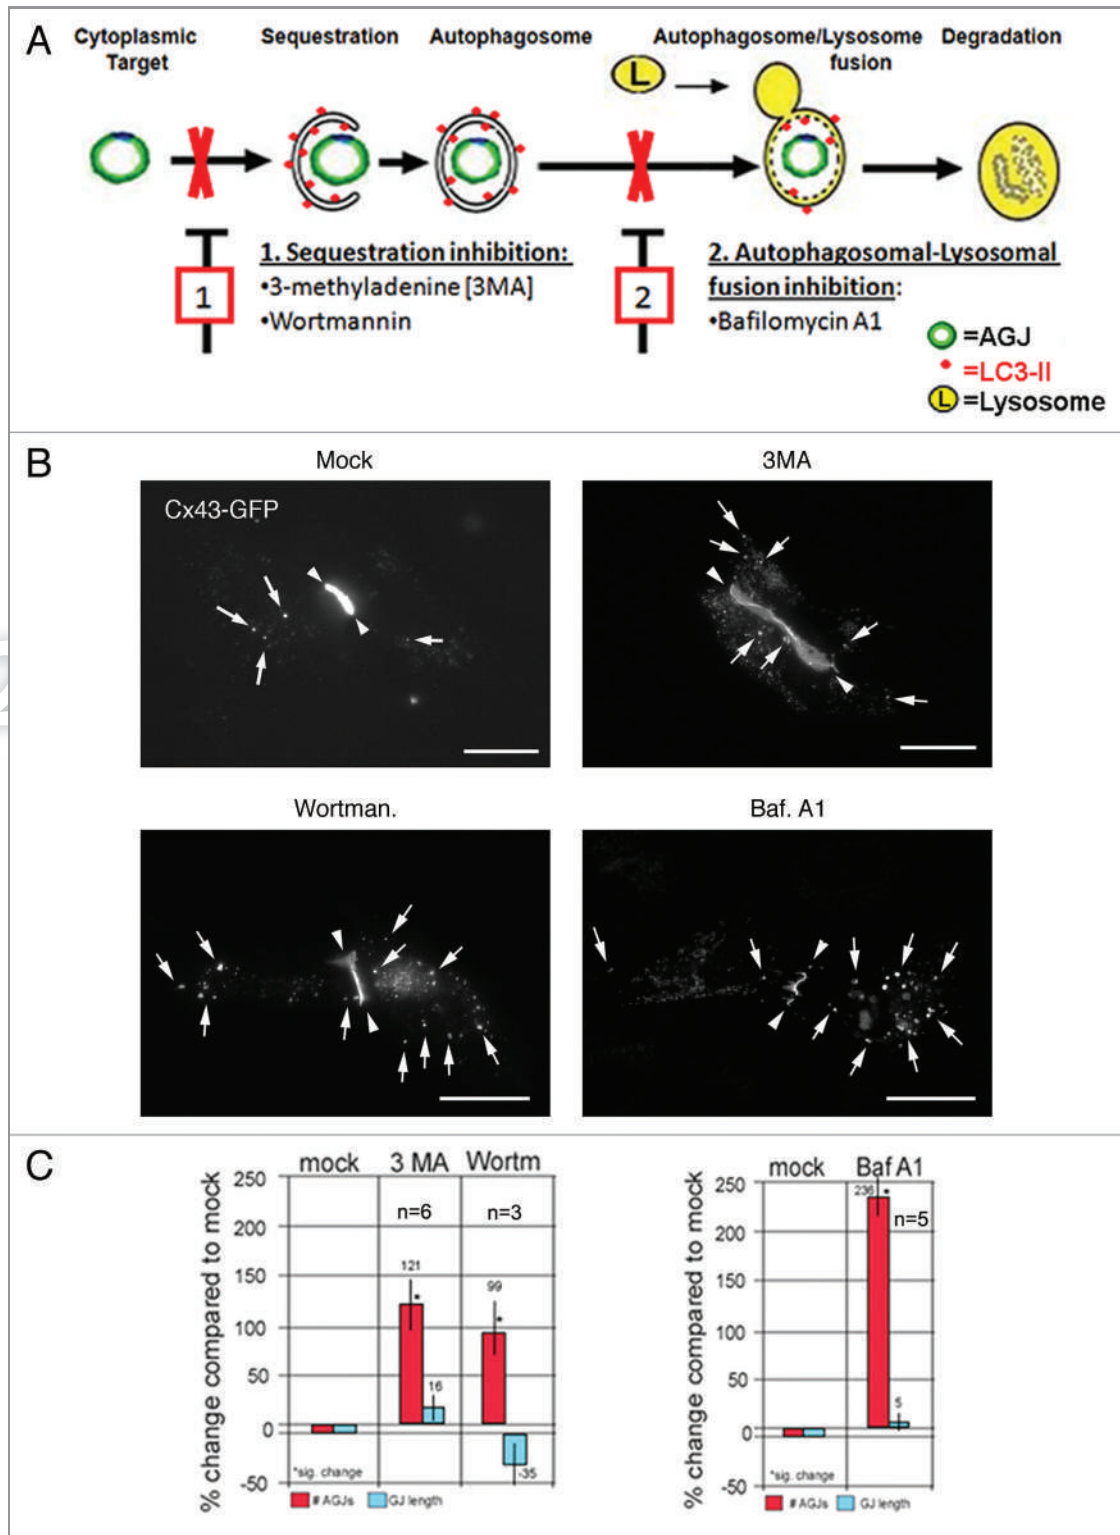 A
Cytoplasmic
Target
Sequestration
Autophagosome
Autophagosome/Lysosome
fusion
Degradation
L
1
1. Sequestration inhibition:
•3-methyladenine [3MA]
•Wortmannin
2
2. Autophagosomal-Lysosomal
fusion inhibition:
•Bafilomycin A1
=AGJ
=LC3-II
L =Lysosome
B
Mock
3MA
Cx43-GFP
Wortman.
Baf. A1
C
% change compared to mock
mock 3 MA Wortm
250
200
150
100
50
0
-50
n=6 n=3
121
99
16
-35
*
*
*sig. change
# AGJs GJ length
% change compared to mock
mock Baf A1
250
200
150
100
50
0
-50
236 *
n=5
5
*sig. change
# AGJs GJ length